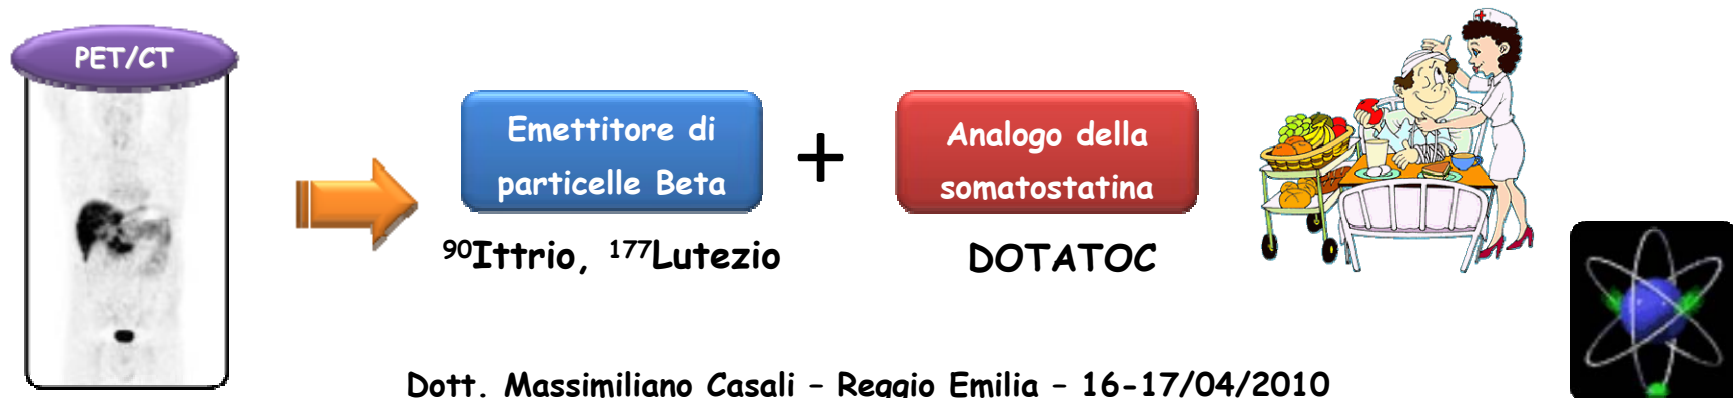 PET/CT
Emettitore di
particelle Beta
+
Analogo della
somatostatina
⁹⁰Ittrio, ¹⁷⁷Lutezio
DOTATOC
Dott. Massimiliano Casali – Reggio Emilia – 16-17/04/2010